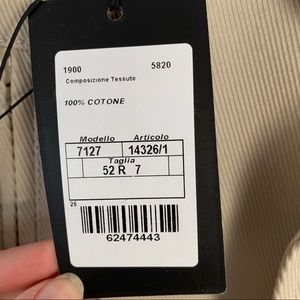 1900 5820
Composizione Tessuto
100% COTONE
Modello Articolo
7127 14326/1
Taglia
52 R 7
25
62474443